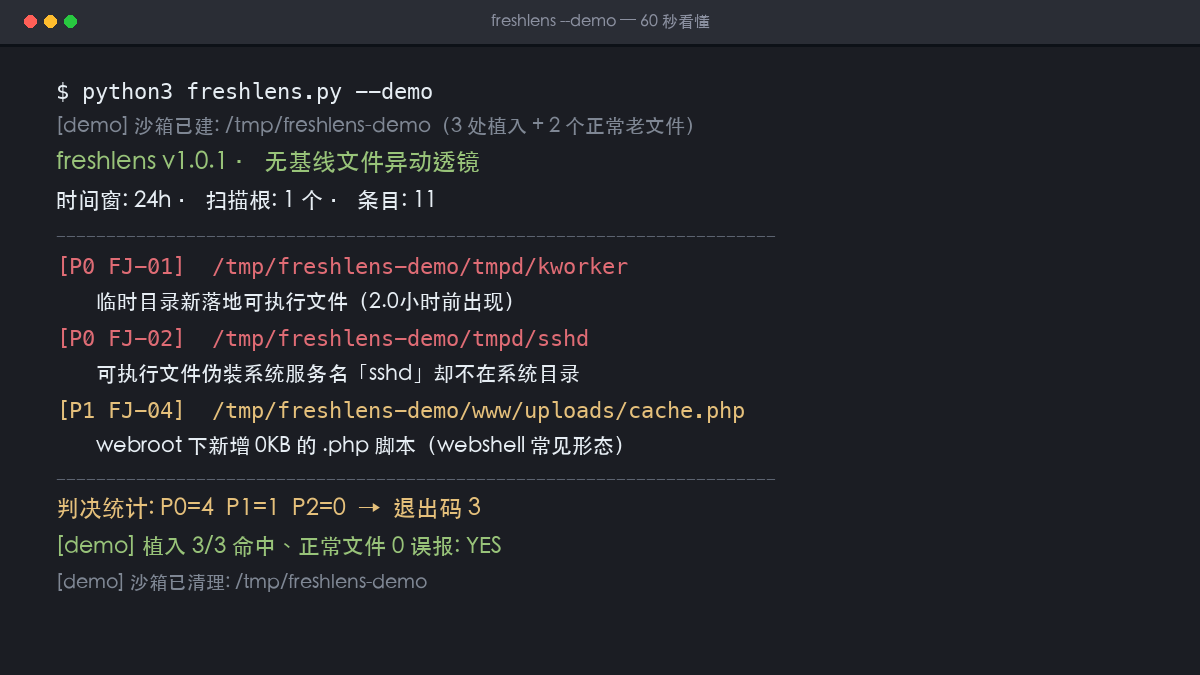 freshlens --demo — 60 秒看懂
$ python3 freshlens.py --demo
[demo] 沙箱已建: /tmp/freshlens-demo（3 处植入 + 2 个正常老文件）
freshlens v1.0.1 · 无基线文件异动透镜
时间窗: 24h · 扫描根: 1 个 · 条目: 11
[P0 FJ-01] /tmp/freshlens-demo/tmpd/kworker
临时目录新落地可执行文件（2.0小时前出现）
[P0 FJ-02] /tmp/freshlens-demo/tmpd/sshd
可执行文件伪装系统服务名「sshd」却不在系统目录
[P1 FJ-04] /tmp/freshlens-demo/www/uploads/cache.php
webroot 下新增 0KB 的 .php 脚本（webshell 常见形态）
判决统计: P0=4 P1=1 P2=0 → 退出码 3
[demo] 植入 3/3 命中、正常文件 0 误报: YES
[demo] 沙箱已清理: /tmp/freshlens-demo